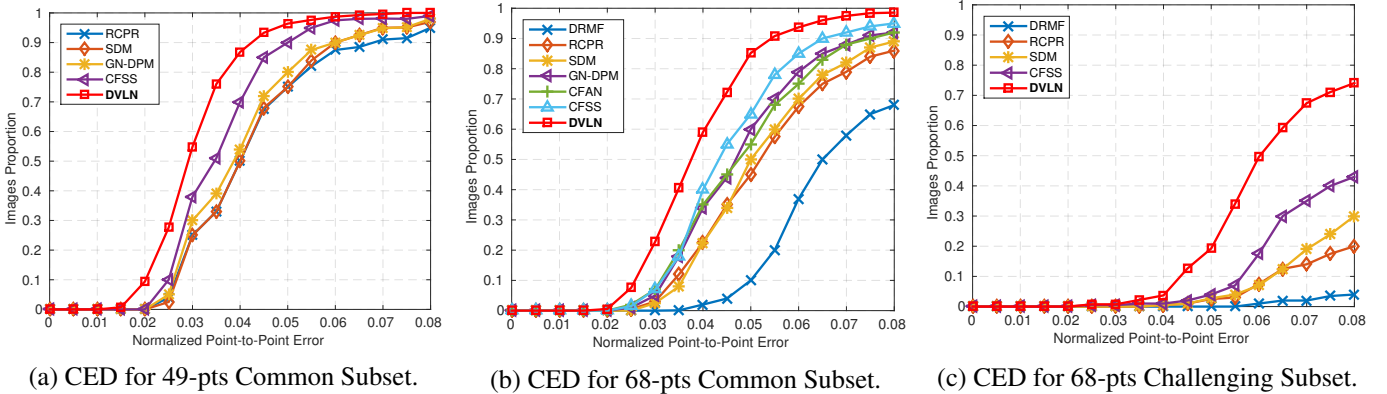 1
0.9
0.8
0.7
0.6
0.5
0.4
0.3
0.2
0.1
0
Images Proportion
RCPR
SDM
GN-DPM
CFSS
DVLN
0 0.01 0.02 0.03 0.04 0.05 0.06 0.07 0.08
Normalized Point-to-Point Error
(a) CED for 49-pts Common Subset.
1
0.9
0.8
0.7
0.6
0.5
0.4
0.3
0.2
0.1
0
Images Proportion
DRMF
RCPR
SDM
GN-DPM
CFAN
CFSS
DVLN
0 0.01 0.02 0.03 0.04 0.05 0.06 0.07 0.08
Normalized Point-to-Point Error
(b) CED for 68-pts Common Subset.
1
0.9
0.8
0.7
0.6
0.5
0.4
0.3
0.2
0.1
0
Images Proportion
DRMF
RCPR
SDM
CFSS
DVLN
0 0.01 0.02 0.03 0.04 0.05 0.06 0.07 0.08
Normalized Point-to-Point Error
(c) CED for 68-pts Challenging Subset.